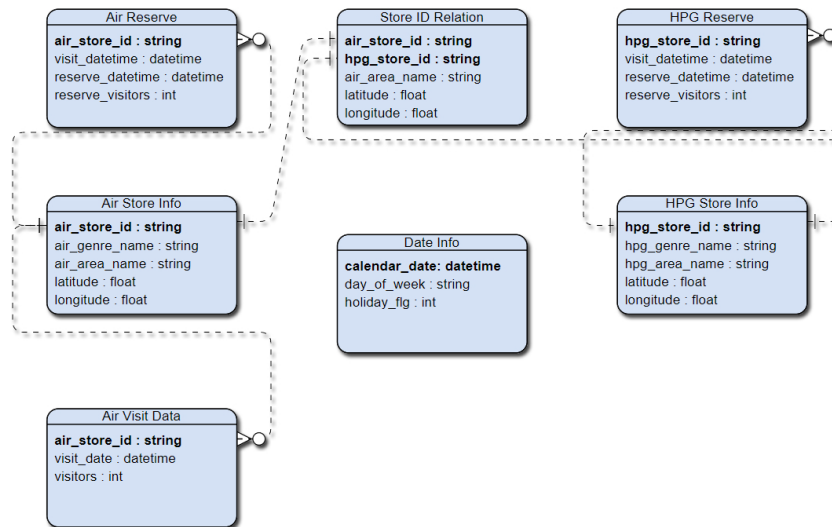 Air Reserve
air_store_id : string
visit_datetime : datetime
reserve_datetime : datetime
reserve_visitors : int
Store ID Relation
air_store_id : string
hpg_store_id : string
air_area_name : string
latitude : float
longitude : float
HPG Reserve
hpg_store_id : string
visit_datetime : datetime
reserve_datetime : datetime
reserve_visitors : int
Air Store Info
air_store_id : string
air_genre_name : string
air_area_name : string
latitude : float
longitude : float
Date Info
calendar_date: datetime
day_of_week : string
holiday_flg : int
HPG Store Info
hpg_store_id : string
hpg_genre_name : string
hpg_area_name : string
latitude : float
longitude : float
Air Visit Data
air_store_id : string
visit_date : datetime
visitors : int